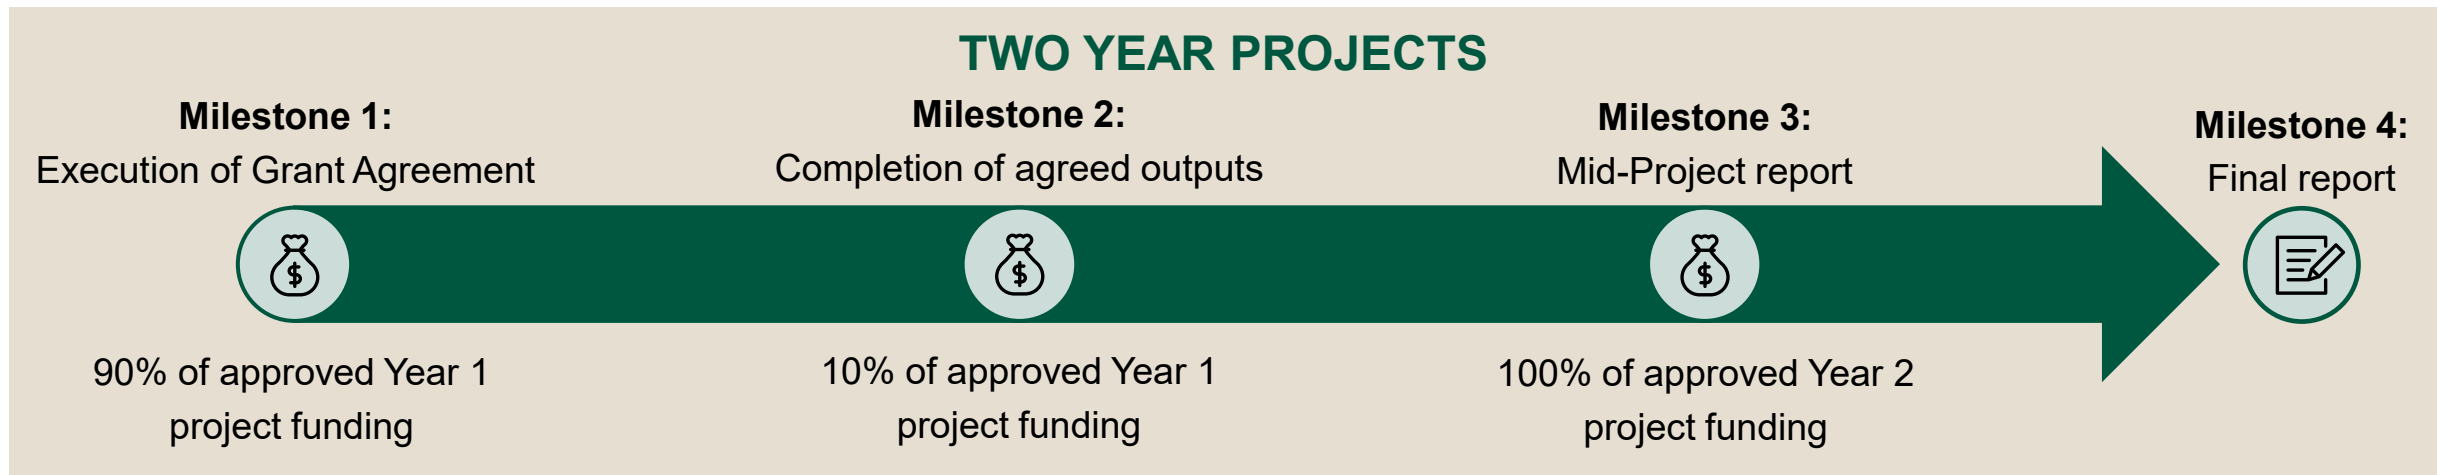 TWO YEAR PROJECTS
Milestone 1:
Execution of Grant Agreement
90% of approved Year 1
project funding
Milestone 2:
Completion of agreed outputs
10% of approved Year 1
project funding
Milestone 3:
Mid-Project report
100% of approved Year 2
project funding
Milestone 4:
Final report
$
$
$